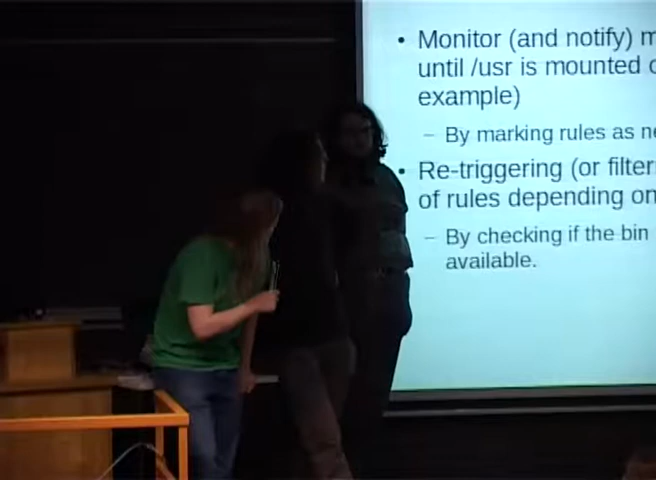 • Monitor (and notify) m
until /usr is mounted
example)
– By marking rules as
• Re-triggering (or filter
of rules depending on
– By checking if the bin
available.